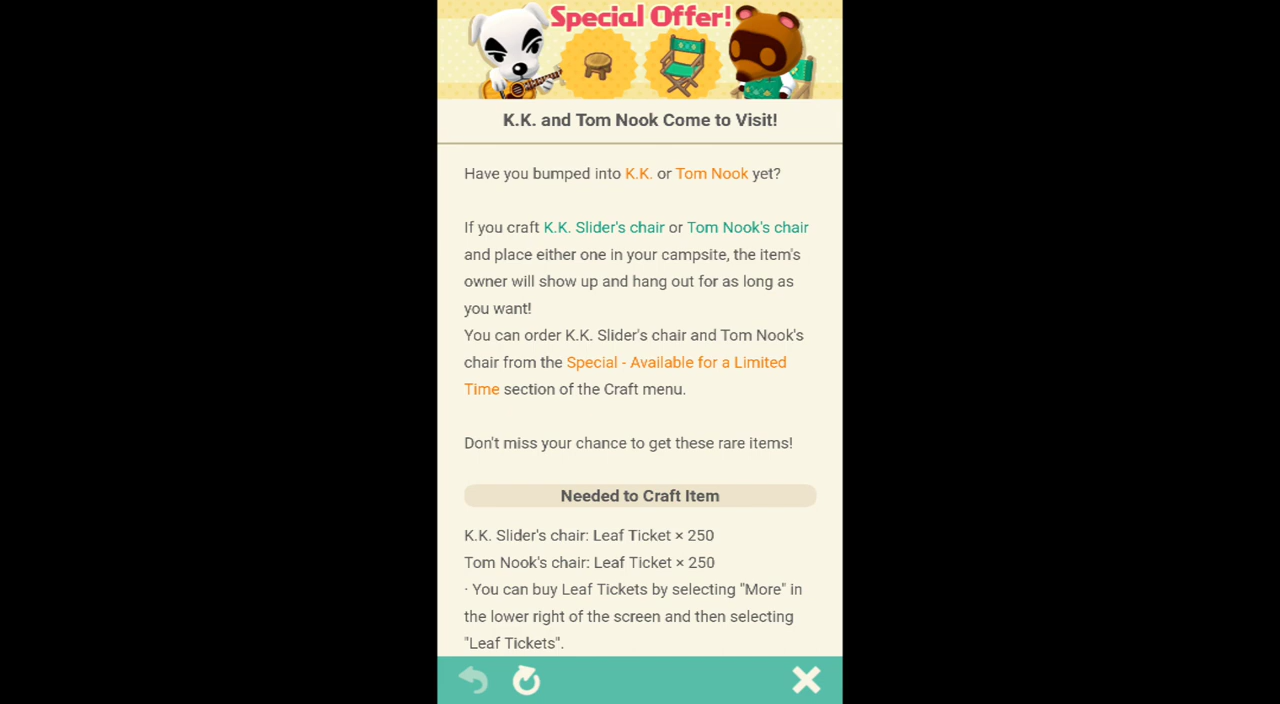 Special Offer!
K.K. and Tom Nook Come to Visit!
Have you bumped into K.K. or Tom Nook yet?
If you craft K.K. Slider's chair or Tom Nook's chair
and place either one in your campsite, the item's
owner will show up and hang out for as long as
you want!
You can order K.K. Slider's chair and Tom Nook's
chair from the Special - Available for a Limited
Time section of the Craft menu.
Don't miss your chance to get these rare items!
Needed to Craft Item
K.K. Slider's chair: Leaf Ticket × 250
Tom Nook's chair: Leaf Ticket × 250
· You can buy Leaf Tickets by selecting "More" in
the lower right of the screen and then selecting
"Leaf Tickets".